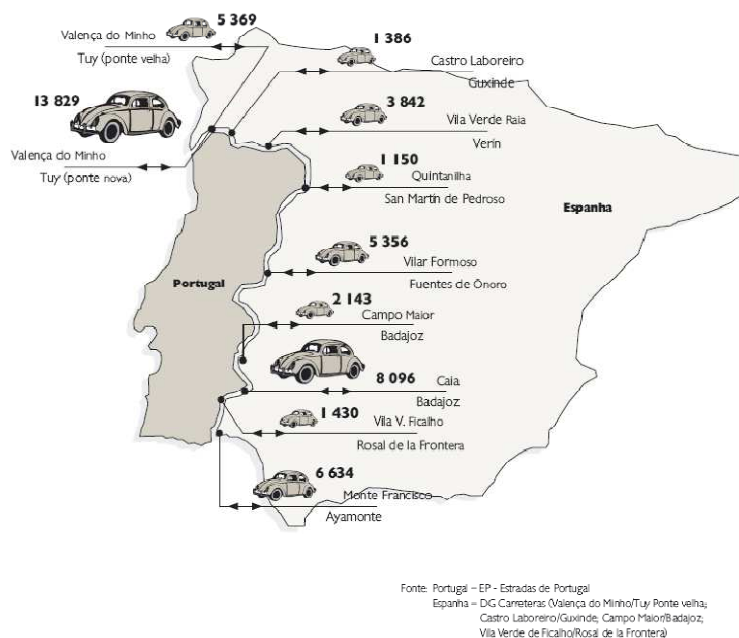 5 369
Valença do Minho
Tuy (ponte velha)
1 386
Castro Laboreiro
Guxinde
13 829
Valença do Minho
Tuy (ponte nova)
3 842
Vila Verde Raia
Verín
1 150
Quintanilha
San Martín de Pedroso
Espanha
Portugal
5 356
Vilar Formoso
Fuentes de Õnoro
2 143
Campo Maior
Badajoz
8 096
Caia
Badajoz
1 430
Vila V. Ficalho
Rosal de la Frontera
6 634
Monte Francisco
Ayamonte
Fonte: Portugal – EP - Estradas de Portugal
Espanha – DG Carreteras (Valença do Minho/Tuy Ponte velha;
Castro Laboreiro/Guxinde; Campo Maior/Badajoz;
Vila Verde de Ficalho/Rosal de la Frontera)